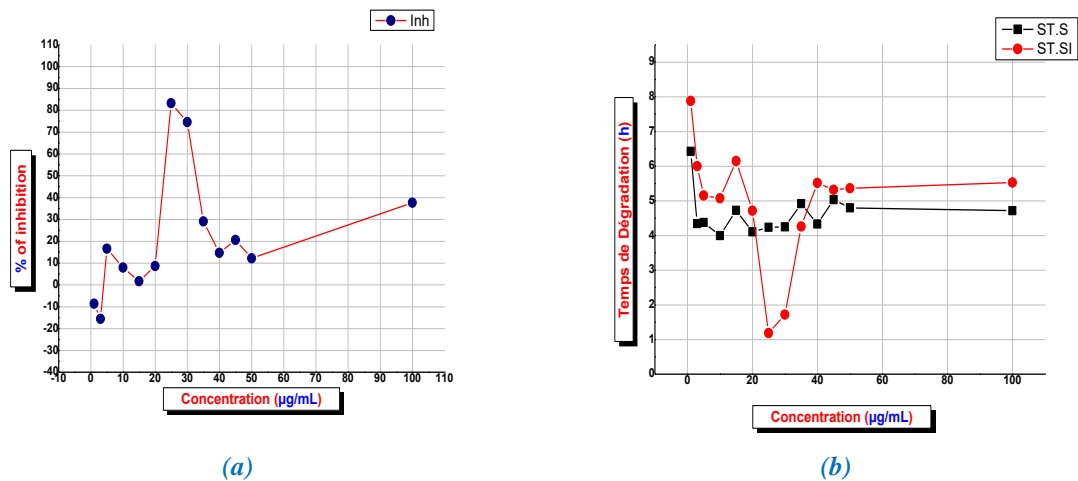 Inh
110
100
90
80
70
60
50
40
30
20
10
0
-10
-20
-30
-40
-10 0 10 20 30 40 50 60 70 80 90 100 110
% of inhibition
Concentration (µg/mL)
(a)
ST.S
ST.SI
9
8
7
6
5
4
3
2
1
0
0 20 40 60 80 100
Temps de Dégradation (h)
Concentration (µg/mL)
(b)